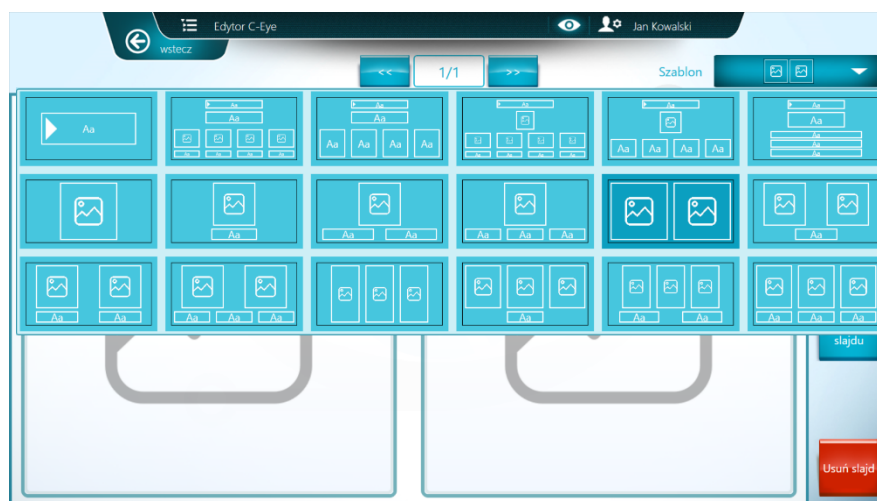 Edytor C-Eye
Jan Kowalski
wstecz
<< 1/1 >>
Szablon
Aa Aa Aa Aa Aa Aa
Aa Aa Aa Aa
Aa Aa Aa Aa Aa Aa Aa Aa Aa Aa Aa Aa Aa Aa Aa
Aa Aa Aa Aa Aa Aa Aa
Aa Aa Aa Aa Aa Aa Aa Aa Aa Aa Aa
slajdu
Usuń slajd